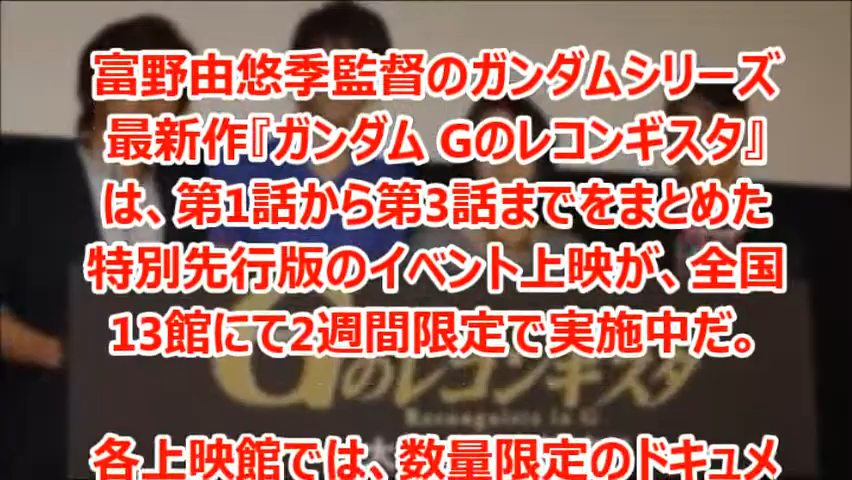 富野由悠季監督のガンダムシリーズ
最新作『ガンダム Gのレコンギスタ』
は、第1話から第3話までをまとめた
特別先行版のイベント上映が、全国
13館にて2週間限定で実施中だ。
Gのレコンギスタ
Reconguista in G
各上映館では、数量限定のドキュメ